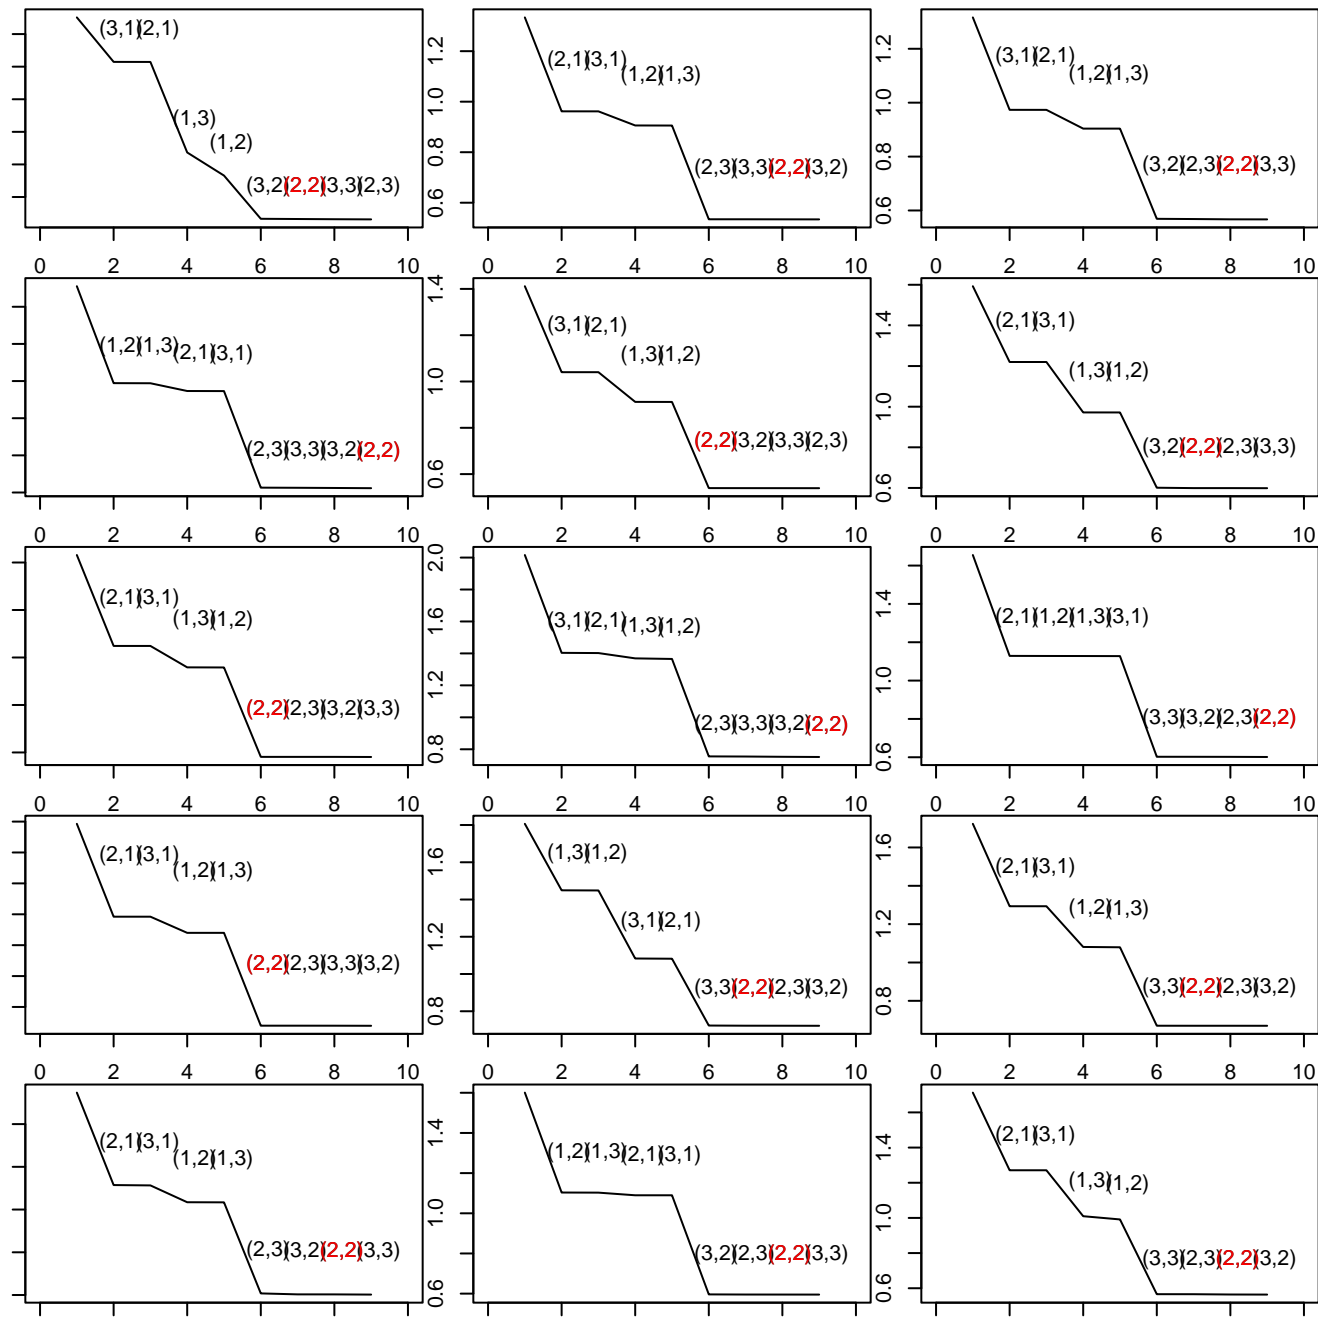 (3,1)(2,1)
(1,3)
(1,2)
(3,2)(2,2)(3,3)(2,3)
0 2 4 6 8 10
0.6 0.8 1.0 1.2
(2,1)(3,1)
(1,2)(1,3)
(2,3)(3,3)(2,2)(3,2)
0 2 4 6 8 10
0.6 0.8 1.0 1.2
(3,1)(2,1)
(1,2)(1,3)
(3,2)(2,3)(2,2)(3,3)
0 2 4 6 8 10
(1,2)(1,3)(2,1)(3,1)
(2,3)(3,3)(3,2)(2,2)
0 2 4 6 8 10
0.6 1.0 1.4
(3,1)(2,1)
(1,3)(1,2)
(2,2)(3,2)(3,3)(2,3)
0 2 4 6 8 10
0.6 1.0 1.4
(2,1)(3,1)
(1,3)(1,2)
(3,2)(2,2)(2,3)(3,3)
0 2 4 6 8 10
(2,1)(3,1)
(1,3)(1,2)
(2,2)(2,3)(3,2)(3,3)
0 2 4 6 8 10
0.8 1.2 1.6 2.0
(3,1)(2,1)(1,3)(1,2)
(2,3)(3,3)(3,2)(2,2)
0 2 4 6 8 10
0.6 1.0 1.4
(2,1)(1,2)(1,3)(3,1)
(3,3)(3,2)(2,3)(2,2)
0 2 4 6 8 10
(2,1)(3,1)
(1,2)(1,3)
(2,2)(2,3)(3,3)(3,2)
0 2 4 6 8 10
0.8 1.2 1.6
(1,3)(1,2)
(3,1)(2,1)
(3,3)(2,2)(2,3)(3,2)
0 2 4 6 8 10
0.8 1.2 1.6
(2,1)(3,1)
(1,2)(1,3)
(3,3)(2,2)(2,3)(3,2)
0 2 4 6 8 10
(2,1)(3,1)
(1,2)(1,3)
(2,3)(3,2)(2,2)(3,3)
0.6 1.0 1.4
(1,2)(1,3)(2,1)(3,1)
(3,2)(2,3)(2,2)(3,3)
0.6 1.0 1.4
(2,1)(3,1)
(1,3)(1,2)
(3,3)(2,3)(2,2)(3,2)